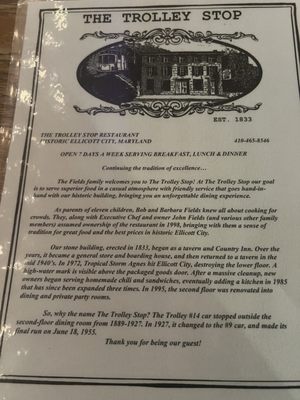 THE TROLLEY STOP
EST. 1833
THE TROLLEY STOP RESTAURANT
HISTORIC ELLICOTT CITY, MARYLAND 410-465-8546
OPEN 7 DAYS A WEEK SERVING BREAKFAST, LUNCH & DINNER
Continuing the tradition of excellence…
The Fields family welcomes you to The Trolley Stop! At The Trolley Stop our goal
is to serve superior food in a casual atmosphere with friendly service that goes hand-in-
hand with our historic building, bringing you an unforgettable dining experience.
As parents of eleven children, Bob and Barbara Fields knew all about cooking for
crowds. They, along with Executive Chef and owner John Fields (and various other family
members) assumed ownership of the restaurant in 1998, bringing with them a sense of
tradition for great food and the best prices in historic Ellicott City.
Our stone building, erected in 1833, began as a tavern and Country Inn. Over the
years, it became a general store and boarding house, and then returned to a tavern in the
mid 1940's. In 1972, Tropical Storm Agnes hit Ellicott City, destroying the lower floor. A
high-water mark is visible above the packaged goods door. After a massive cleanup, new
owners began serving homemade chili and sandwiches, eventually adding a kitchen in 1985
that has since been expanded three times. In 1995, the second floor was renovated into
dining and private party rooms.
So, why the name The Trolley Stop? The Trolley #14 car stopped outside the
second-floor dining room from 1889-1927. In 1927, it changed to the #9 car, and made its
final run on June 18, 1955.
Thank you for being our guest!